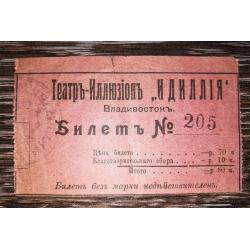 Театръ-Иллюзіонъ „ИДИЛЛІЯ"
Владивостокъ.
Билетъ № 205
Цѣна билета —р. 70 к.
Благотворительнаго сбора —р. 10 к.
Итого —р. 80 к.
Билетъ безъ марки недѣйствителенъ.